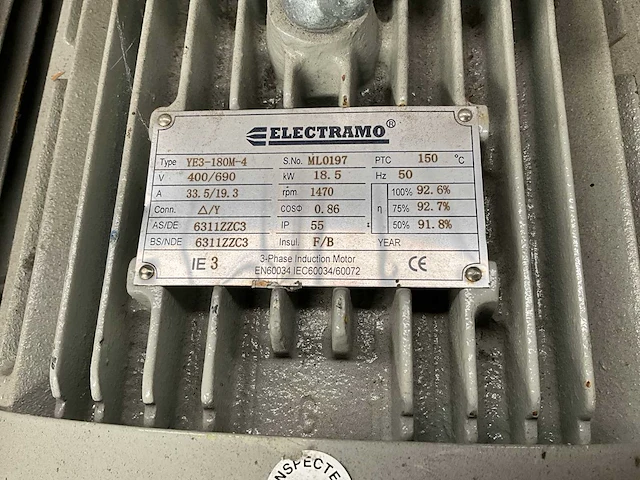 ELECTRAMO®
Type YE3-180M-4 S.No. ML0197 PTC 150 °C
V 400/690 kW 18.5 Hz 50
A 33.5/19.3 rpm 1470 100% 92.6%
Conn. △/Y COSΦ 0.86 η 75% 92.7%
AS/DE 6311ZZC3 IP 55 50% 91.8%
BS/NDE 6311ZZC3 Insul. F/B YEAR
IE 3 3-Phase Induction Motor CE
EN60034 IEC60034/60072
NSPECTE